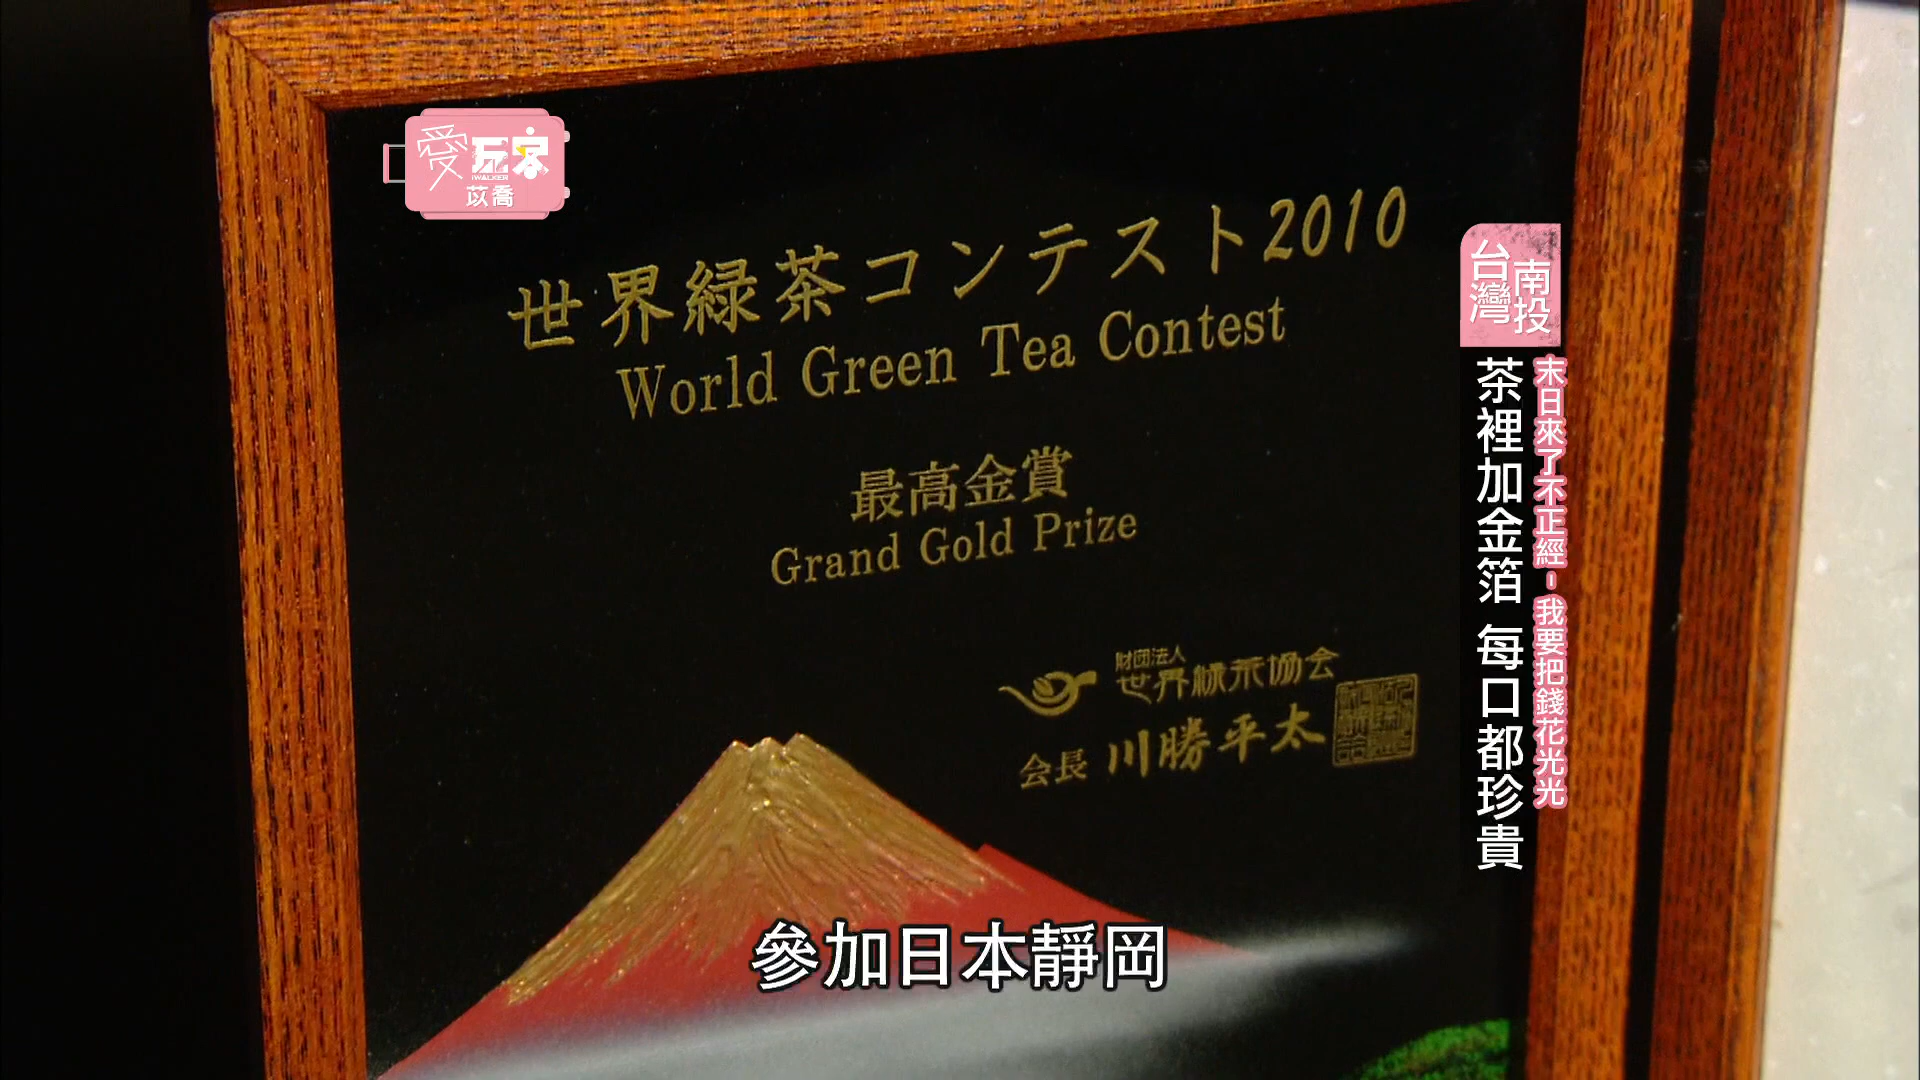 愛玩家
iWALKER
苡喬
世界緑茶コンテスト2010
World Green Tea Contest
最高金賞
Grand Gold Prize
財団法人
世界緑茶協会
会長 川勝平太
台灣
南投
末日來了不正經，我要把錢花光光
茶裡加金箔 每口都珍貴
參加日本靜岡